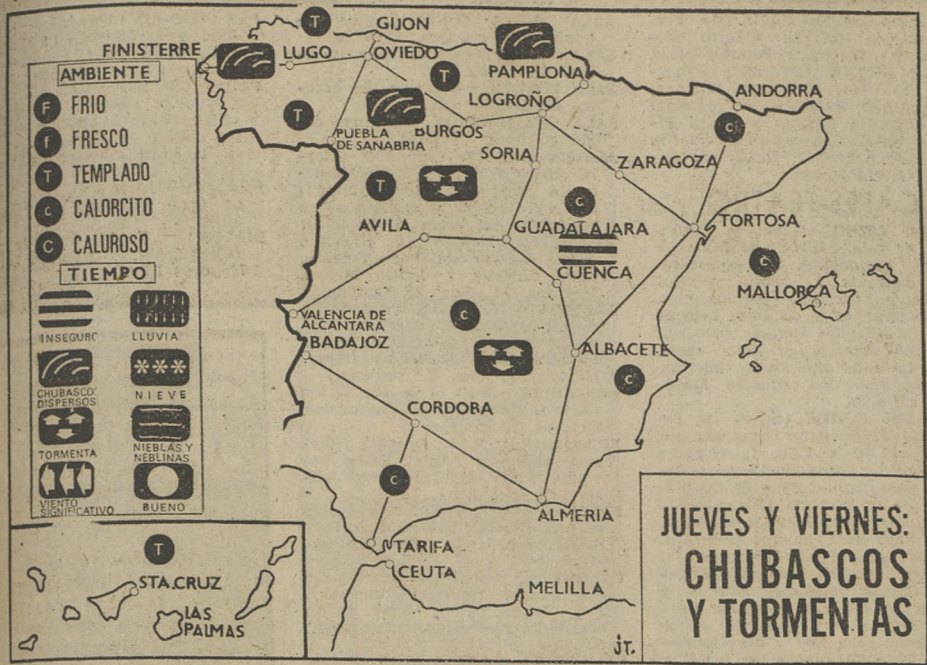 FINISTERRE
LUGO
GIJON
OVIEDO
T
T
T
PAMPLONA
LOGROÑO
ANDORRA
PUEBLA
DE SANABRIA
BURGOS
C
SORIA
ZARAGOZA
T
C
AVILA
GUADALAJARA
TORTOSA
CUENCA
C
MALLORCA
VALENCIA DE
ALCANTARA
C
BADAJOZ
ALBACETE
C
CORDOBA
C
ALMERIA
TARIFA
CEUTA
MELILLA
AMBIENTE
F FRIO
f FRESCO
T TEMPLADO
c CALORCITO
C CALUROSO
TIEMPO
INSEGURO
LLUVIA
CHUBASCOS
DISPERSOS
NIEVE
TORMENTA
NIEBLAS Y
NEBLINAS
VIENTO
SIGNIFICATIVO
BUENO
T
STA.CRUZ
LAS
PALMAS
jr.
JUEVES Y VIERNES:
CHUBASCOS
Y TORMENTAS